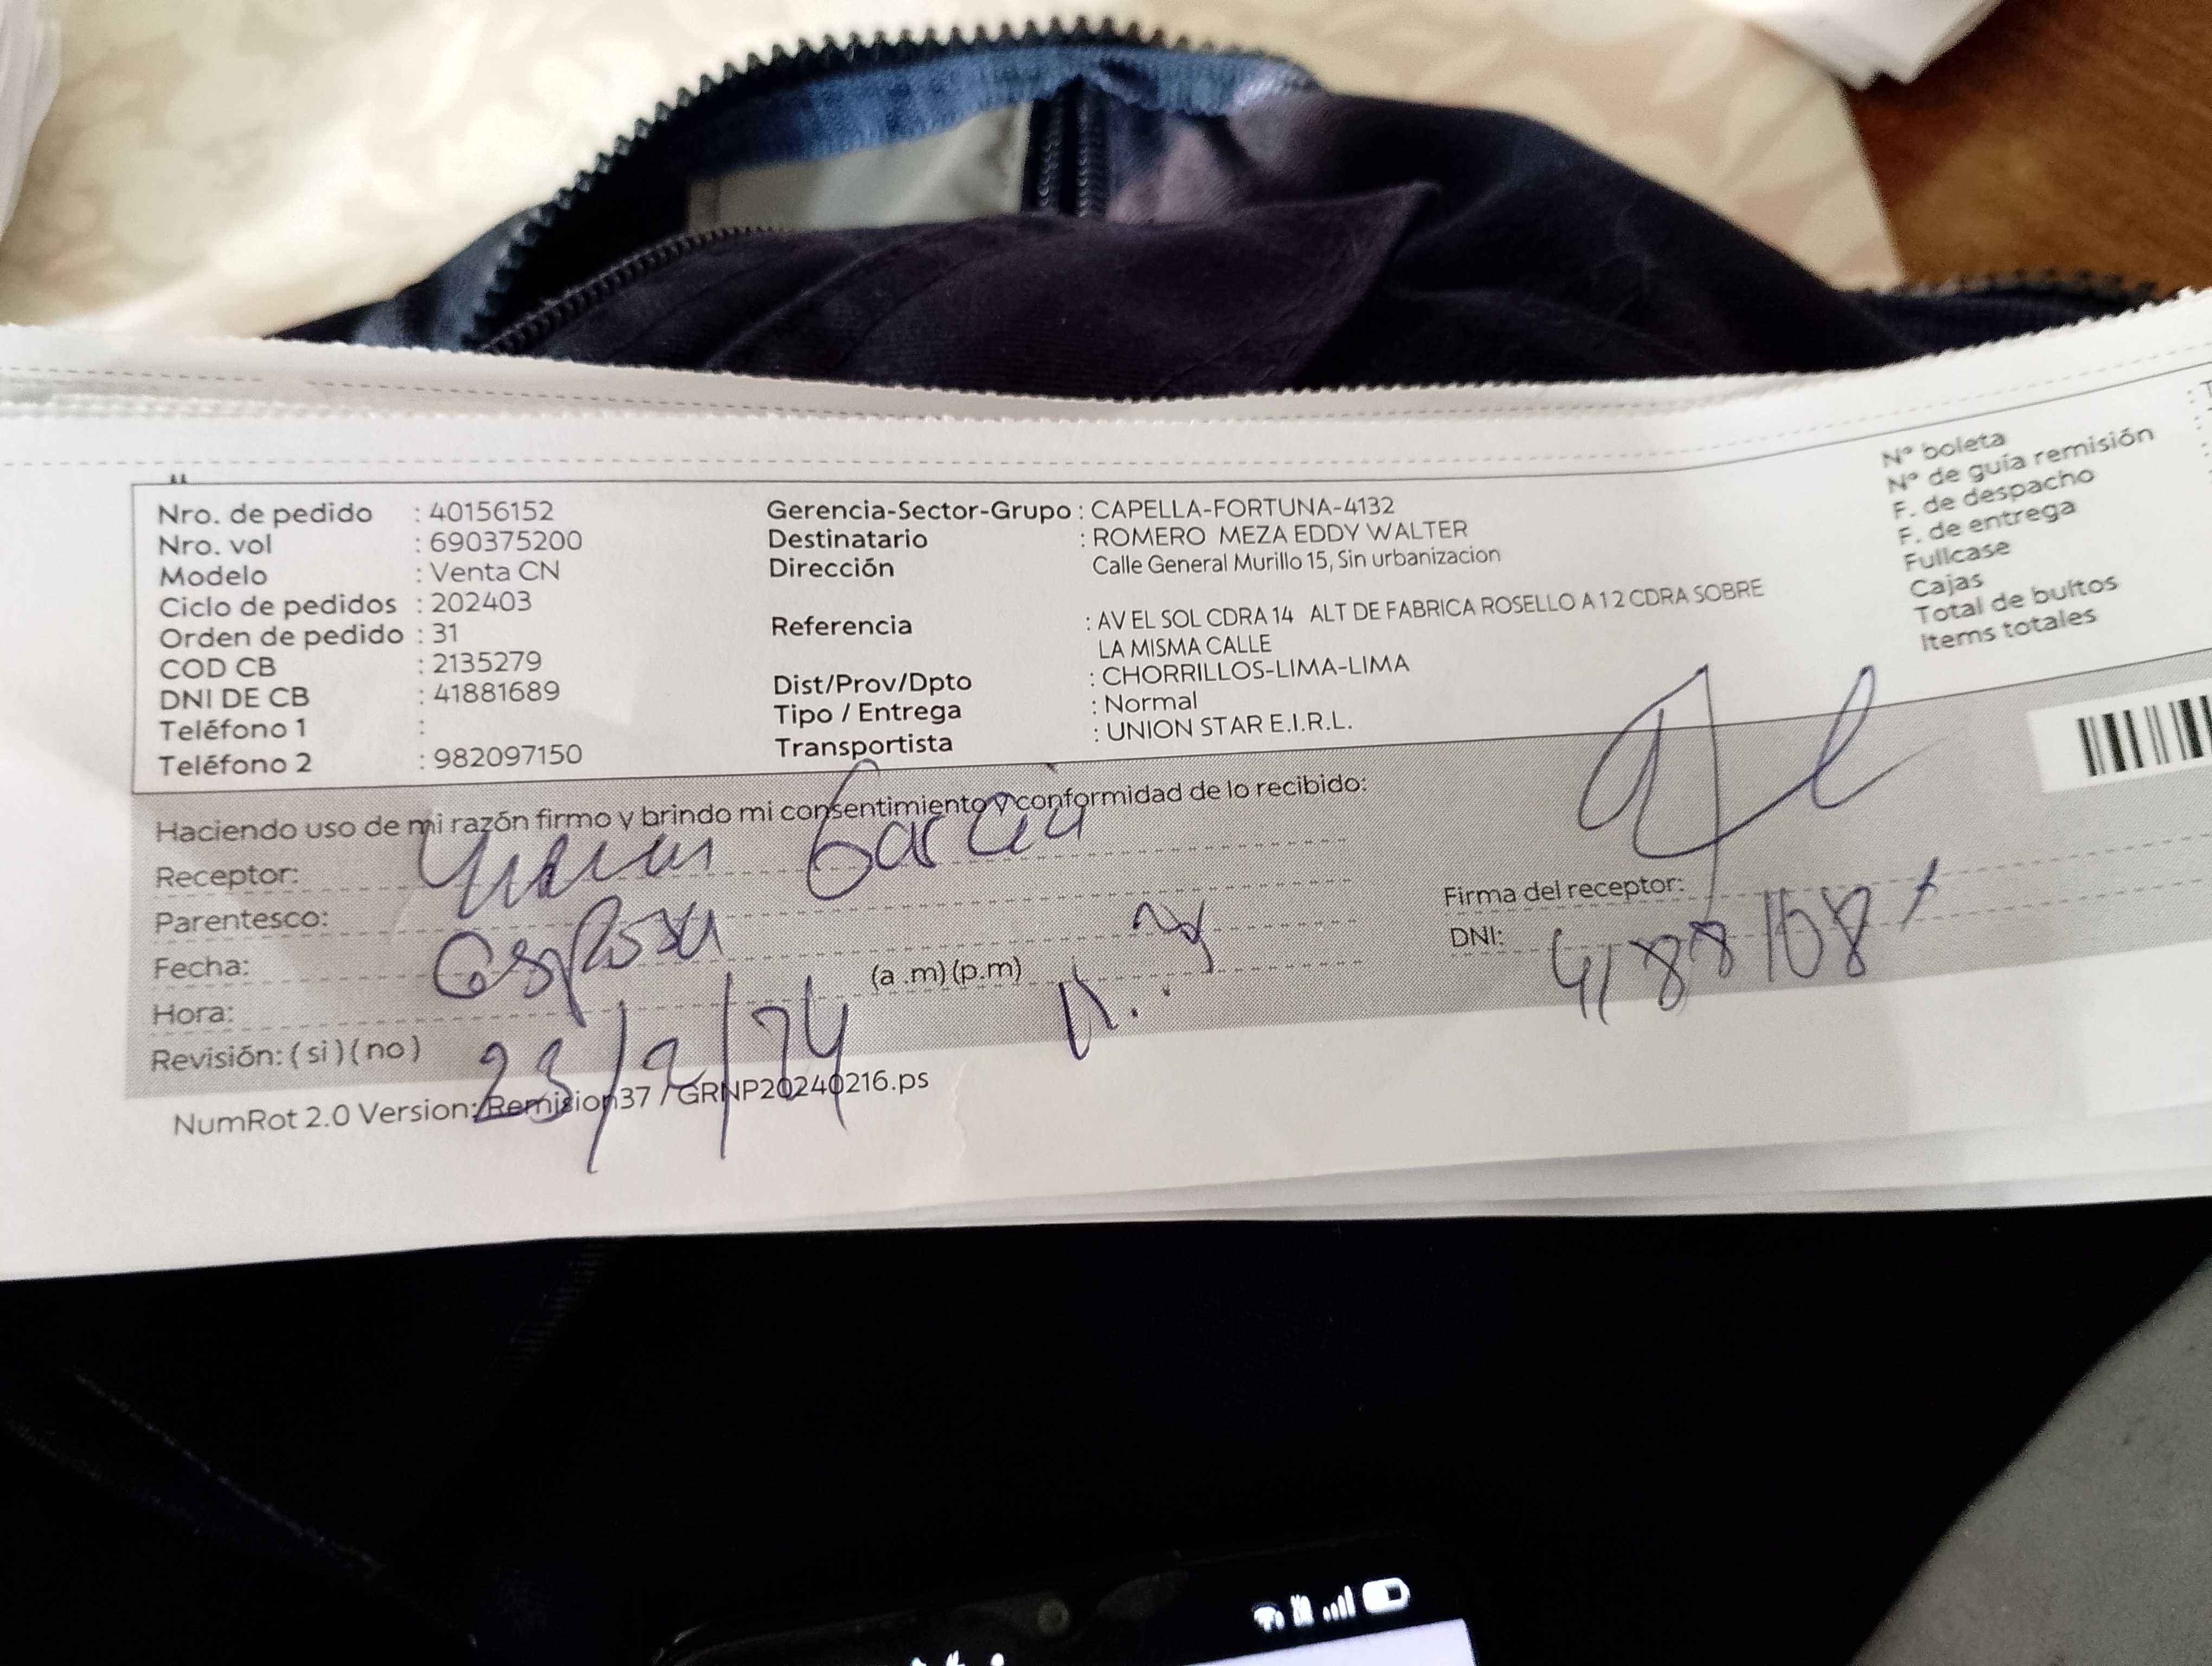 Nro. de pedido : 40156152
Nro. vol : 690375200
Modelo : Venta CN
Ciclo de pedidos : 202403
Orden de pedido : 31
COD CB : 2135279
DNI DE CB : 41881689
Teléfono 1 :
Teléfono 2 : 982097150
Gerencia-Sector-Grupo : CAPELLA-FORTUNA-4132
Destinatario : ROMERO MEZA EDDY WALTER
Dirección Calle General Murillo 15, Sin urbanizacion
Referencia : AV EL SOL CDRA 14 ALT DE FABRICA ROSELLO A 12 CDRA SOBRE
LA MISMA CALLE
Dist/Prov/Dpto : CHORRILLOS-LIMA-LIMA
Tipo / Entrega : Normal
Transportista : UNION STAR E.I.R.L.
N° boleta
N° de guía remisión
F. de despacho
F. de entrega
Fullcase
Cajas
Total de bultos
Items totales
Haciendo uso de mi razón firmo y brindo mi consentimiento y conformidad de lo recibido:
Receptor: Garcia
Parentesco: esposa
Fecha: 23/2/24
Hora: (a .m) (p.m)
Revisión: ( si ) ( no )
Firma del receptor:
DNI:
NumRot 2.0 Version: Remision37 / GRNP20240216.ps